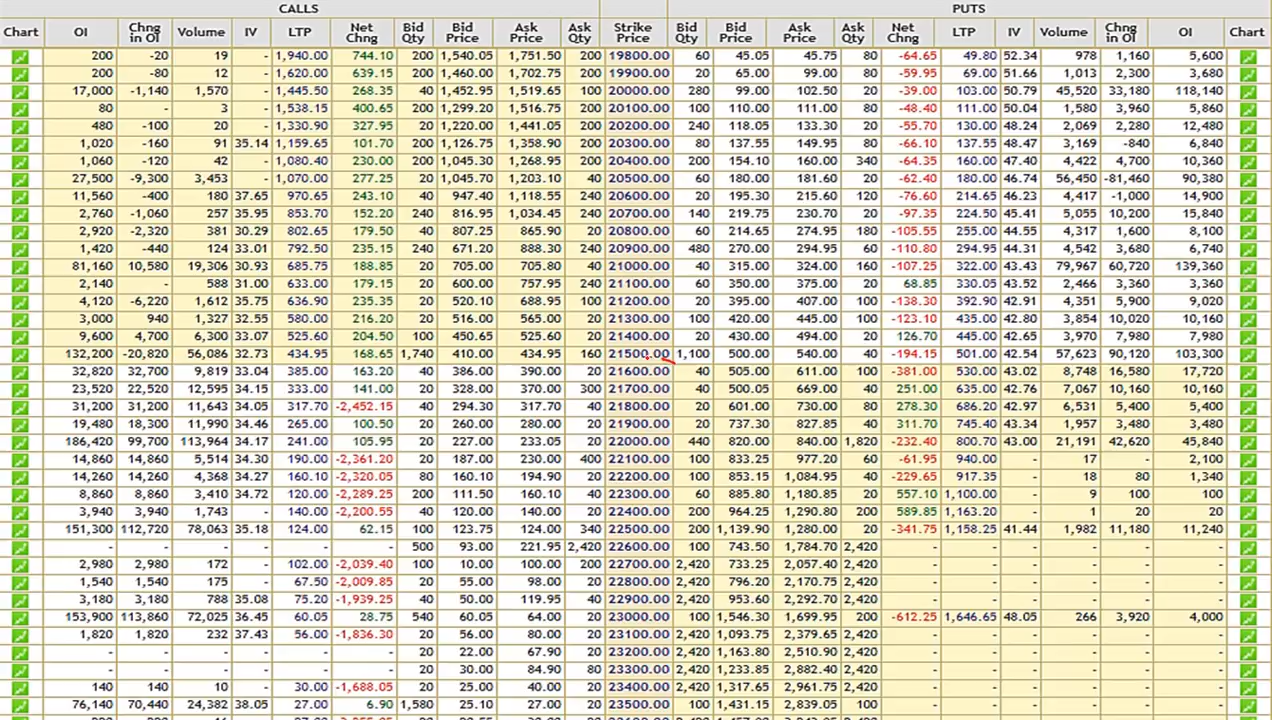 CALLS PUTS
Chart OI Chng in OI Volume IV LTP Net Chng Bid Qty Bid Price Ask Price Ask Qty Strike Price Bid Qty Bid Price Ask Price Ask Qty Net Chng LTP IV Volume Chng in OI OI Chart
200 -20 19 - 1,940.00 744.10 200 1,540.05 1,751.50 200 19800.00 60 45.05 45.75 80 -64.65 49.80 52.34 978 1,160 5,600
200 -80 12 - 1,620.00 639.15 200 1,460.00 1,702.75 200 19900.00 20 65.00 99.00 80 -59.95 69.00 51.66 1,013 2,300 3,680
17,000 -1,140 1,570 - 1,445.50 268.35 40 1,452.95 1,519.65 100 20000.00 280 99.00 102.50 20 -39.00 103.00 50.79 45,520 33,180 118,140
80 - 3 - 1,538.15 400.65 200 1,299.20 1,516.75 200 20100.00 100 110.00 111.00 80 -48.40 111.00 50.04 1,580 3,960 5,860
480 -100 20 - 1,330.90 327.95 20 1,220.00 1,441.05 200 20200.00 240 118.05 133.30 20 -55.70 130.00 48.24 2,069 2,280 12,480
1,020 -160 91 35.14 1,159.65 101.70 200 1,126.75 1,358.90 200 20300.00 80 137.55 149.95 80 -66.10 137.55 48.47 3,169 -840 6,840
1,060 -120 42 - 1,080.40 230.00 200 1,045.30 1,268.95 200 20400.00 200 154.10 160.00 340 -64.35 160.00 47.40 4,422 4,700 10,360
27,500 -9,300 3,453 - 1,070.00 277.25 20 1,045.70 1,203.10 40 20500.00 60 180.00 181.60 20 -62.40 180.00 46.74 56,450 -81,460 90,380
11,560 -400 180 37.65 970.65 243.10 40 947.40 1,118.55 240 20600.00 20 195.30 215.60 120 -76.60 214.65 46.23 4,417 -1,000 14,900
2,760 -1,060 257 35.95 853.70 152.20 240 816.95 1,034.45 240 20700.00 140 219.75 230.70 20 -97.35 224.50 45.41 5,055 10,200 15,840
2,920 -2,320 381 30.29 802.65 179.50 40 807.25 865.90 20 20800.00 60 214.65 274.95 180 -105.55 255.00 44.55 4,317 1,600 8,100
1,420 -440 124 33.01 792.50 235.15 240 671.20 888.30 240 20900.00 480 270.00 294.95 60 -110.80 294.95 44.31 4,542 3,680 6,740
81,160 10,580 19,306 30.93 685.75 188.85 20 705.00 705.80 40 21000.00 40 315.00 324.00 160 -107.25 322.00 43.43 79,967 60,720 139,360
2,140 - 588 31.00 633.00 179.15 20 600.00 757.95 240 21100.00 60 350.00 375.00 20 68.85 330.05 43.52 2,466 3,360 3,360
4,120 -6,220 1,612 35.75 636.90 235.35 20 520.10 688.95 100 21200.00 20 395.00 407.00 100 -138.30 392.90 42.91 4,351 5,900 9,020
3,000 940 1,327 32.55 580.00 216.20 20 516.00 565.00 20 21300.00 100 420.00 445.00 100 -123.10 435.00 42.80 3,854 10,020 10,160
9,600 4,700 6,300 33.07 525.60 204.50 100 450.65 525.60 20 21400.00 20 430.00 494.00 20 126.70 445.00 42.65 3,970 7,980 7,980
132,200 -20,820 56,086 32.73 434.95 168.65 1,740 410.00 434.95 160 21500.00 1,100 500.00 540.00 40 -194.15 501.00 42.54 57,623 90,120 103,300
32,820 32,700 9,819 33.04 385.00 163.20 40 386.00 390.00 20 21600.00 40 505.00 611.00 100 -381.00 530.00 43.02 8,748 16,580 17,720
23,520 22,520 12,595 34.15 333.00 141.00 20 328.00 370.00 300 21700.00 40 500.05 669.00 40 251.00 635.00 42.76 7,067 10,160 10,160
31,200 31,200 11,643 34.05 317.70 -2,452.15 40 294.30 317.70 40 21800.00 20 601.00 730.00 80 278.30 686.20 42.97 6,531 5,400 5,400
19,480 18,300 11,990 34.46 265.00 100.50 20 260.00 280.00 20 21900.00 20 737.30 827.85 40 311.70 745.40 43.34 1,957 3,480 3,480
186,420 99,700 113,964 34.17 241.00 105.95 20 227.00 233.05 20 22000.00 440 820.00 840.00 1,820 -232.40 800.70 43.00 21,191 42,620 45,840
14,860 14,860 5,514 34.30 190.00 -2,361.20 20 187.00 230.00 400 22100.00 100 833.25 977.20 60 -61.95 940.00 - 17 - 2,100
14,260 14,260 4,368 34.27 160.10 -2,320.05 80 160.10 194.90 20 22200.00 100 853.15 1,084.95 40 -229.65 917.35 - 18 80 1,340
8,860 8,860 3,410 34.72 120.00 -2,289.25 200 111.50 160.10 40 22300.00 60 885.80 1,180.85 20 557.10 1,100.00 - 9 100 100
3,940 3,940 1,743 - 140.00 -2,200.55 40 120.00 140.00 20 22400.00 200 964.25 1,290.80 200 589.85 1,163.20 - 1 20 20
151,300 112,720 78,063 35.18 124.00 62.15 100 123.75 124.00 340 22500.00 200 1,139.90 1,280.00 20 -341.75 1,158.25 41.44 1,982 11,180 11,240
- - - - - - 500 93.00 221.95 2,420 22600.00 100 743.50 1,784.70 2,420 - - - - - -
2,980 2,980 172 - 102.00 -2,039.40 100 10.00 100.00 200 22700.00 2,420 733.25 2,057.40 2,420 - - - - - -
1,540 1,540 175 - 67.50 -2,009.85 20 55.00 98.00 20 22800.00 2,420 796.20 2,170.75 2,420 - - - - - -
3,180 3,180 788 35.08 75.20 -1,939.25 40 50.00 119.95 40 22900.00 2,420 953.60 2,292.70 2,420 - - - - - -
153,900 113,860 72,025 36.45 60.05 28.75 540 60.05 64.00 20 23000.00 100 1,546.30 1,699.95 200 -612.25 1,646.65 48.05 266 3,920 4,000
1,820 1,820 232 37.43 56.00 -1,836.30 20 56.00 80.00 20 23100.00 2,420 1,093.75 2,379.65 2,420 - - - - - -
- - - - - - 20 22.00 67.90 20 23200.00 2,420 1,163.80 2,510.90 2,420 - - - - - -
- - - - - - 20 30.00 84.90 80 23300.00 2,420 1,233.85 2,882.40 2,420 - - - - - -
140 140 10 - 30.00 -1,688.05 20 25.00 40.00 20 23400.00 2,420 1,317.65 2,961.75 2,420 - - - - - -
76,140 70,440 24,382 38.05 27.00 6.90 1,580 25.10 27.00 20 23500.00 100 1,431.15 2,839.05 100 - - - - - -